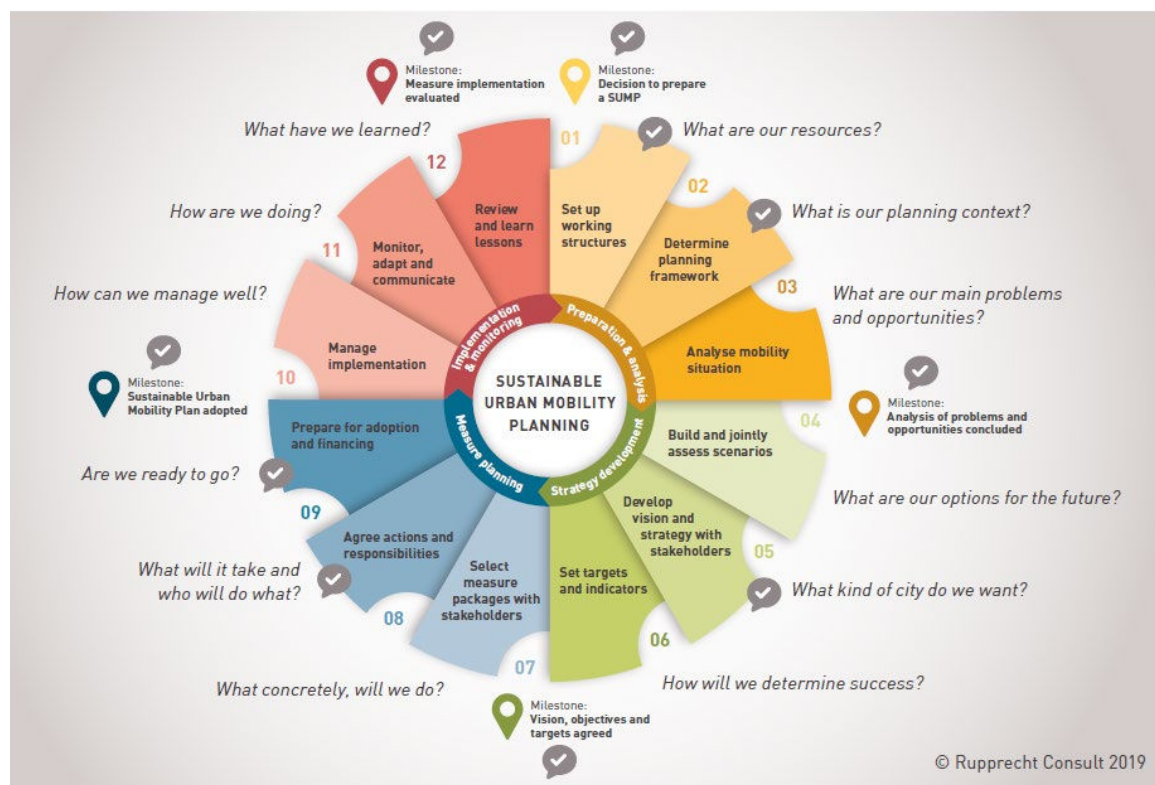 Milestone:
Measure implementation
evaluated
Milestone:
Decision to prepare
a SUMP
What have we learned?
What are our resources?
How are we doing?
What is our planning context?
How can we manage well?
What are our main problems
and opportunities?
01
Set up
working
structures
02
Determine
planning
framework
03
Analyse mobility
situation
Milestone:
Analysis of problems and
opportunities concluded
04
Build and jointly
assess scenarios
What are our options for the future?
05
Develop
vision and
strategy with
stakeholders
What kind of city do we want?
06
Set targets
and indicators
How will we determine success?
Milestone:
Vision, objectives and
targets agreed
07
Select
measure
packages with
stakeholders
What concretely, will we do?
08
Agree actions and
responsibilities
What will it take and
who will do what?
09
Prepare for adoption
and financing
Are we ready to go?
Milestone:
Sustainable Urban
Mobility Plan adopted
10
Manage
implementation
11
Monitor,
adapt and
communicate
12
Review
and learn
lessons
Preparation & analysis
Strategy development
Measure planning
Implementation
& monitoring
SUSTAINABLE
URBAN MOBILITY
PLANNING
© Rupprecht Consult 2019